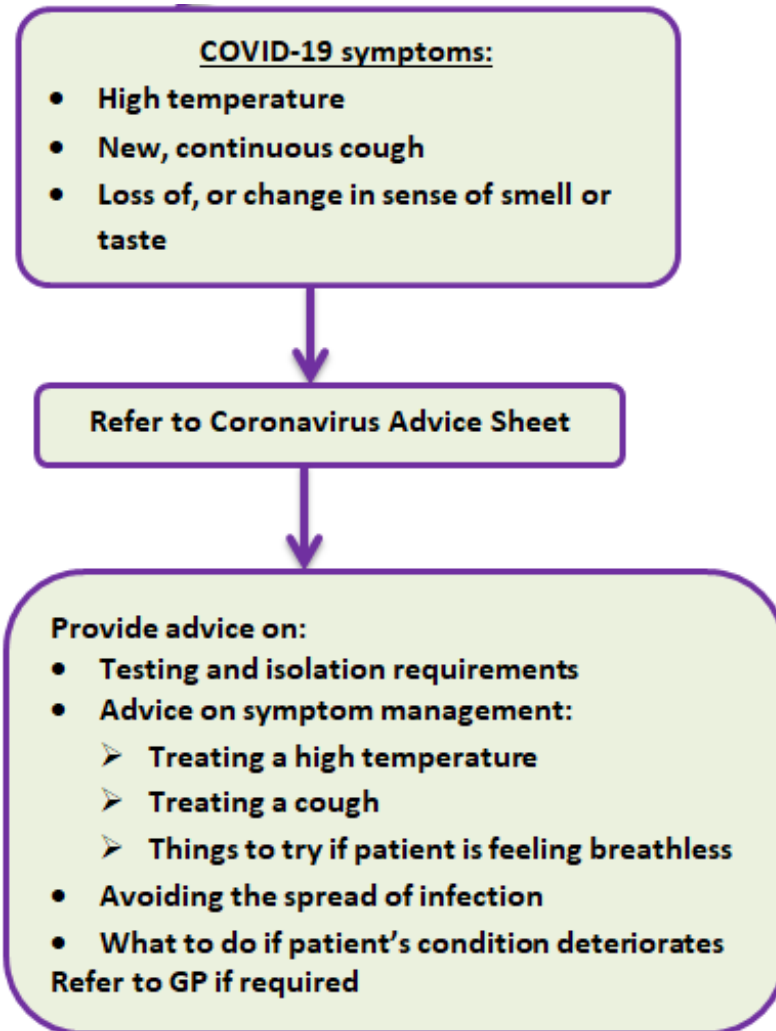 COVID-19 symptoms:
• High temperature
• New, continuous cough
• Loss of, or change in sense of smell or
taste
Refer to Coronavirus Advice Sheet
Provide advice on:
• Testing and isolation requirements
• Advice on symptom management:
➢ Treating a high temperature
➢ Treating a cough
➢ Things to try if patient is feeling breathless
• Avoiding the spread of infection
• What to do if patient’s condition deteriorates
Refer to GP if required